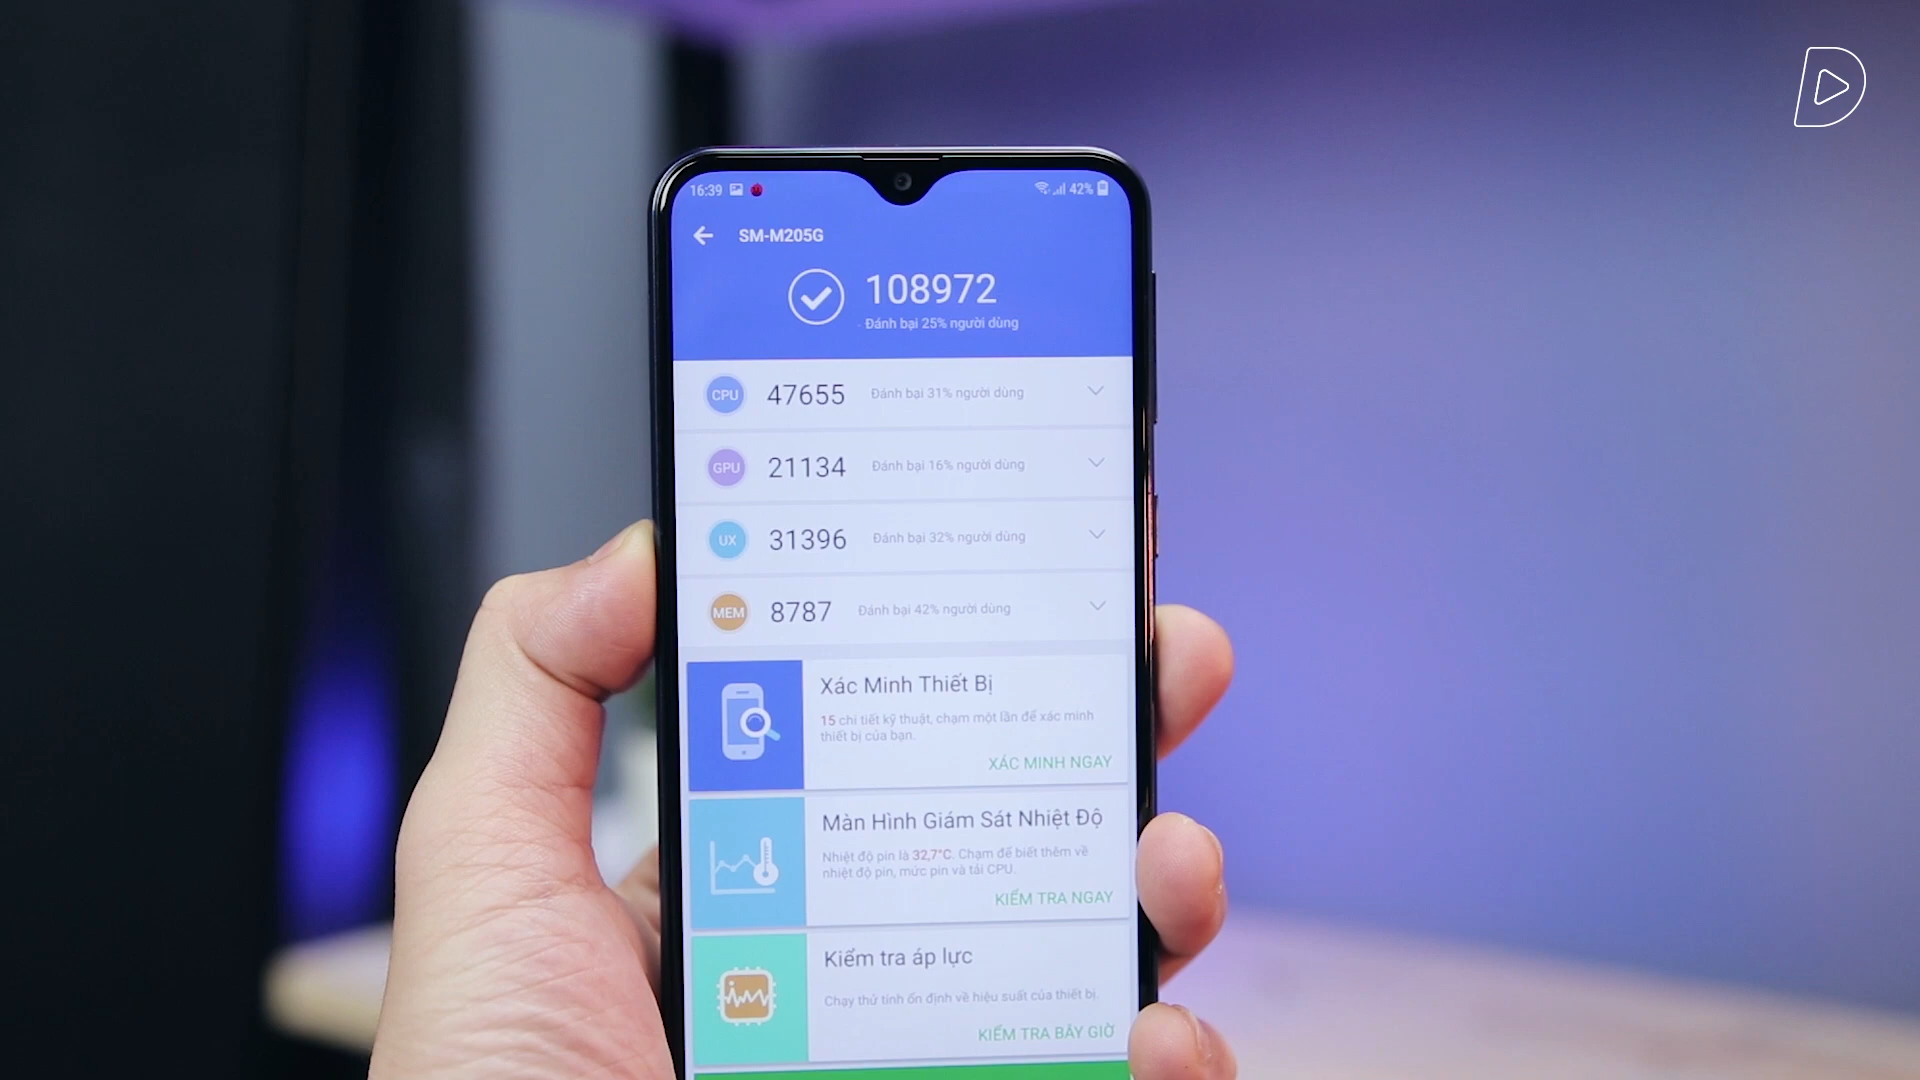 16:39 42%
SM-M205G
108972
Đánh bại 25% người dùng
CPU 47655 Đánh bại 31% người dùng
GPU 21134 Đánh bại 16% người dùng
UX 31396 Đánh bại 32% người dùng
MEM 8787 Đánh bại 42% người dùng
Xác Minh Thiết Bị
15 chi tiết kỹ thuật, chạm một lần để xác minh
thiết bị của bạn.
XÁC MINH NGAY
Màn Hình Giám Sát Nhiệt Độ
Nhiệt độ pin là 32,7°C. Chạm để biết thêm về
nhiệt độ pin, mức pin và tải CPU.
KIỂM TRA NGAY
Kiểm tra áp lực
Chạy thử tính ổn định về hiệu suất của thiết bị.
KIỂM TRA BÂY GIỜ